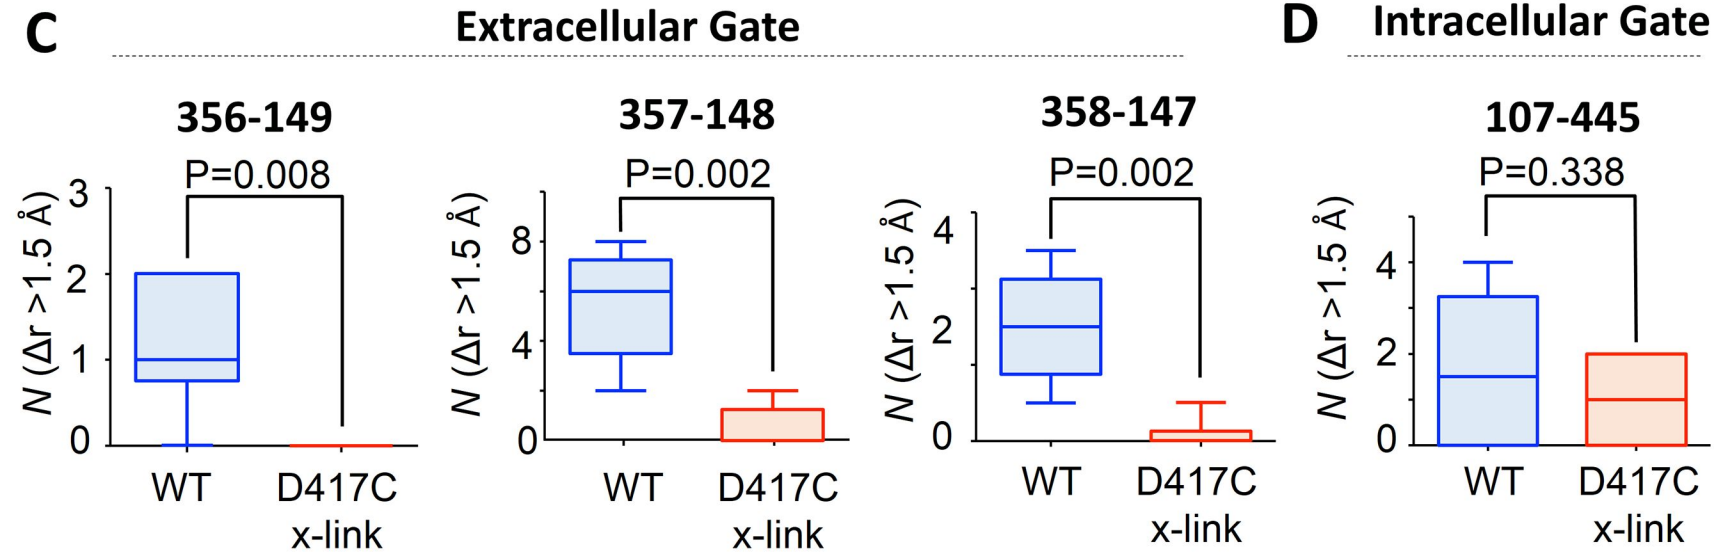 C
Extracellular Gate
D
Intracellular Gate
356-149
P=0.008
N (Δr >1.5 Å)
3
2
1
0
WT
D417C
x-link
357-148
P=0.002
N (Δr >1.5 Å)
8
4
0
WT
D417C
x-link
358-147
P=0.002
N (Δr >1.5 Å)
4
2
0
WT
D417C
x-link
107-445
P=0.338
N (Δr >1.5 Å)
4
2
0
WT
D417C
x-link